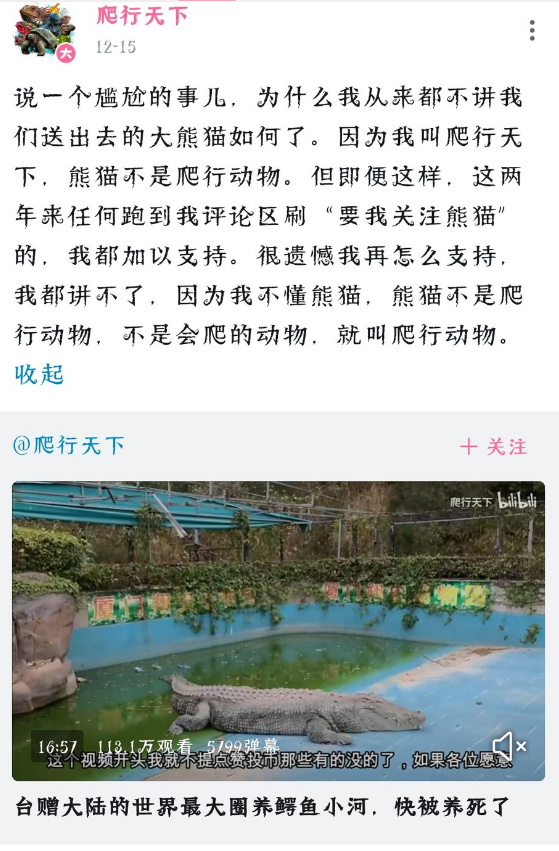 爬行天下
六
12-15
说一个尴尬的事儿，为什么我从来都不讲我
们送出去的大熊猫如何了。因为我叫爬行天
下，熊猫不是爬行动物。但即便这样，这两
年来任何跑到我评论区刷“要我关注熊猫”
的，我都加以支持。很遗憾我再怎么支持，
我都讲不了，因为我不懂熊猫，熊猫不是爬
行动物，不是会爬的动物，就叫爬行动物。
收起
@爬行天下
+ 关注
爬行天下 bilibili
16:57 113.1万观看 5799弹幕
这个视频开头我就不提点赞投币那些有的没的了，如果各位愿意
台赠大陆的世界最大圈养鳄鱼小河，快被养死了